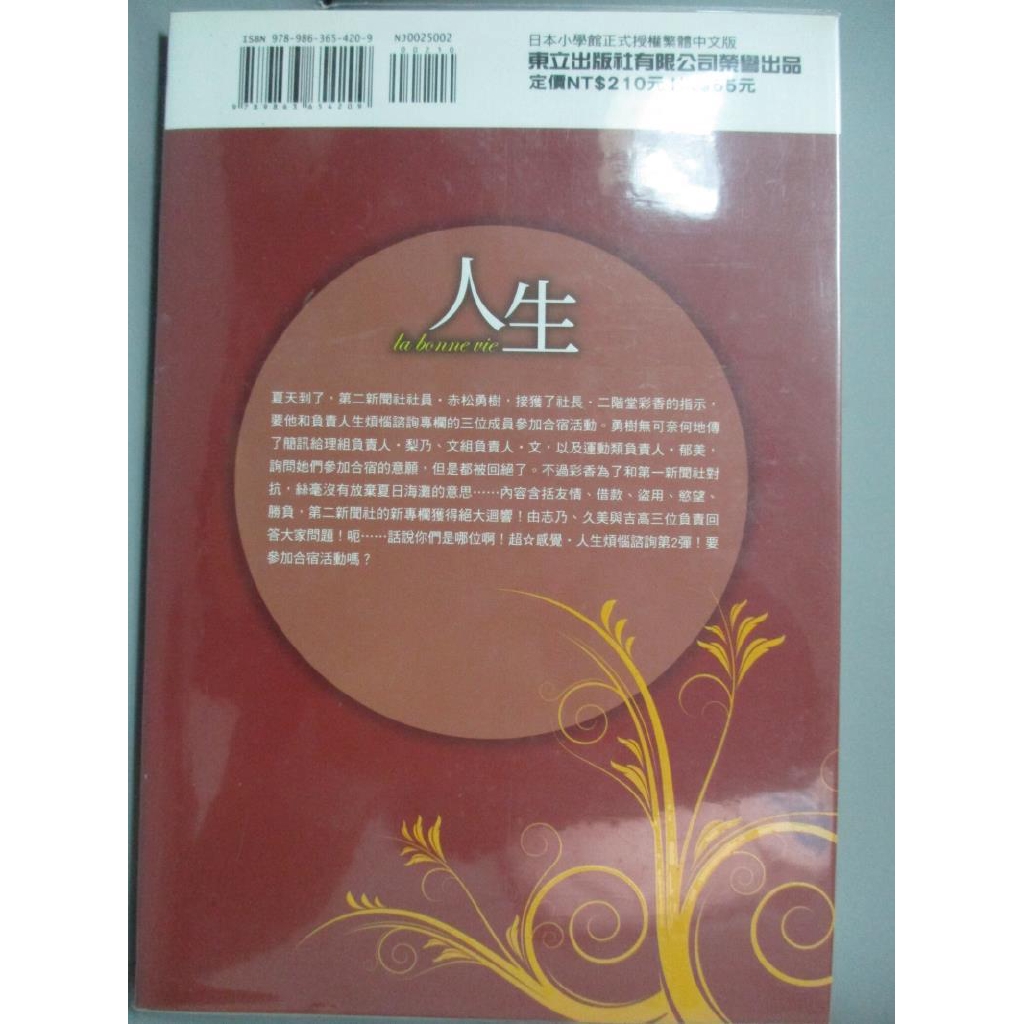 ISBN 978-986-365-420-9
NJ0025002
00250
9789863654209
日本小學館正式授權繁體中文版
東立出版社有限公司榮譽出品
定價NT$210元
人生
la bonne vie
夏天到了，第二新聞社社員・赤松勇樹，接獲了社長・二階堂彩香的指示，
要他和負責人生煩惱諮詢專欄的三位成員參加合宿活動。勇樹無可奈何地傳
了簡訊給理組負責人・梨乃、文組負責人・文，以及運動類負責人・郁美，
詢問她們參加合宿的意願，但是都被回絕了。不過彩香為了和第一新聞社對
抗，絲毫沒有放棄夏日海灘的意思……內容含括友情、借款、盜用、慾望、
勝負，第二新聞社的新專欄獲得絕大迴響！由志乃、久美與吉高三位負責回
答大家問題！呃……話說你們是哪位啊！超☆感覺・人生煩惱諮詢第2彈！要
參加合宿活動嗎？